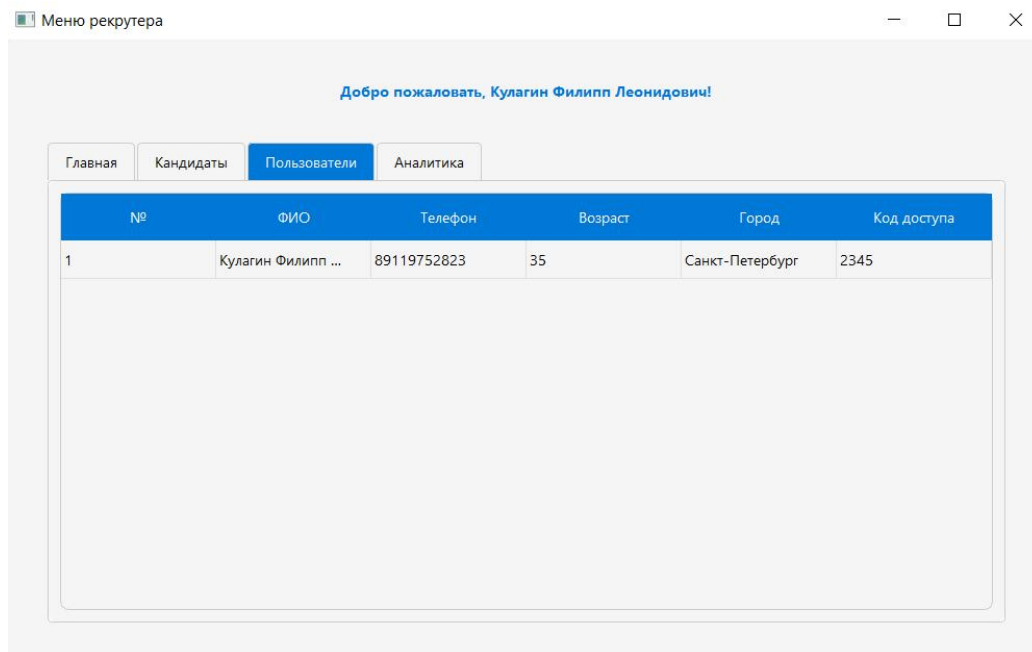 Меню рекрутера
Добро пожаловать, Кулагин Филипп Леонидович!
Главная Кандидаты Пользователи Аналитика
№ ФИО Телефон Возраст Город Код доступа
1 Кулагин Филипп ... 89119752823 35 Санкт-Петербург 2345